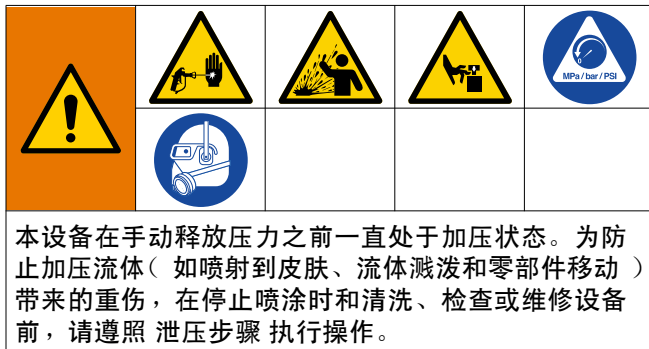 MPa / bar / PSI
本设备在手动释放压力之前一直处于加压状态。为防
止加压流体（如喷射到皮肤、流体溅泼和零部件移动）
带来的重伤，在停止喷涂时和清洗、检查或维修设备
前，请遵照 泄压步骤 执行操作。